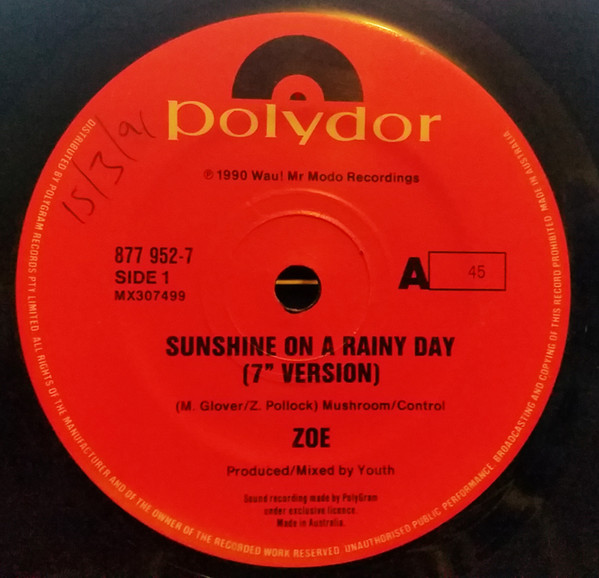 polydor
℗ 1990 Wau! Mr Modo Recordings
15/3/91
877 952-7
SIDE 1
MX307499
A
45
SUNSHINE ON A RAINY DAY
(7" VERSION)
(M. Glover/Z. Pollock) Mushroom/Control
ZOE
Produced/Mixed by Youth
Sound recording made by PolyGram
under exclusive licence.
Made in Australia.
DISTRIBUTED BY POLYGRAM RECORDS PTY LIMITED. ALL RIGHTS OF THE MANUFACTURER AND OF THE OWNER OF THE RECORDED WORK RESERVED. UNAUTHORISED PUBLIC PERFORMANCE, BROADCASTING AND COPYING OF THIS RECORD PROHIBITED. MADE IN AUSTRALIA